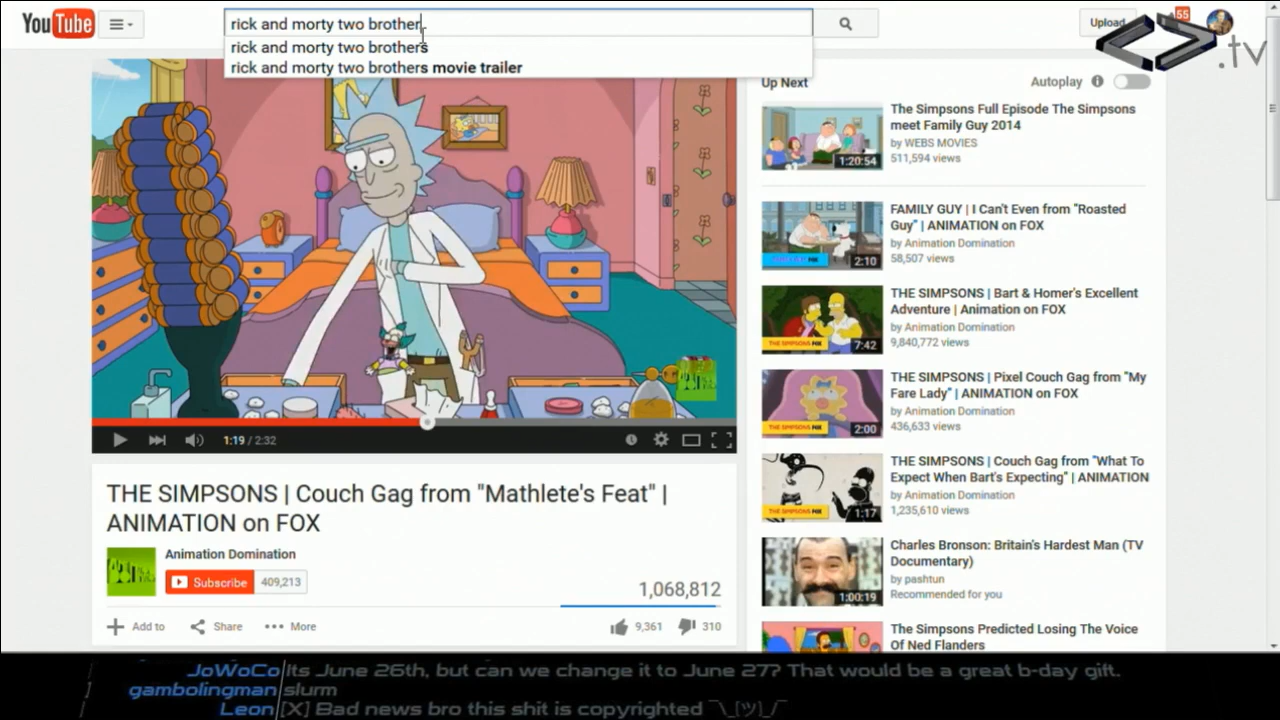 YouTube
rick and morty two brother
Upload
55
<>.tv
rick and morty two brothers
rick and morty two brothers movie trailer
Up Next
Autoplay
The Simpsons Full Episode The Simpsons
meet Family Guy 2014
by WEBS MOVIES
511,594 views
1:20:54
FAMILY GUY | I Can't Even from "Roasted
Guy" | ANIMATION on FOX
by Animation Domination
58,507 views
2:10
THE SIMPSONS | Bart & Homer's Excellent
Adventure | Animation on FOX
by Animation Domination
9,840,772 views
THE SIMPSONS FOX
7:42
THE SIMPSONS | Pixel Couch Gag from "My
Fare Lady" | ANIMATION on FOX
by Animation Domination
436,633 views
THE SIMPSONS FOX
2:00
THE SIMPSONS | Couch Gag from "What To
Expect When Bart's Expecting" | ANIMATION
by Animation Domination
1,235,610 views
THE SIMPSONS FOX
1:17
Charles Bronson: Britain's Hardest Man (TV
Documentary)
by pashtun
Recommended for you
1:00:19
The Simpsons Predicted Losing The Voice
Of Ned Flanders
1:19 / 2:32
THE SIMPSONS | Couch Gag from "Mathlete's Feat" |
ANIMATION on FOX
Animation Domination
Subscribe 409,213
1,068,812
Add to Share More 9,361 310
JoWoCo Its June 26th, but can we change it to June 27? That would be a great b-day gift.
gambolingman slurm
Leon [X] Bad news bro this shit is copyrighted ¯\_(ツ)_/¯